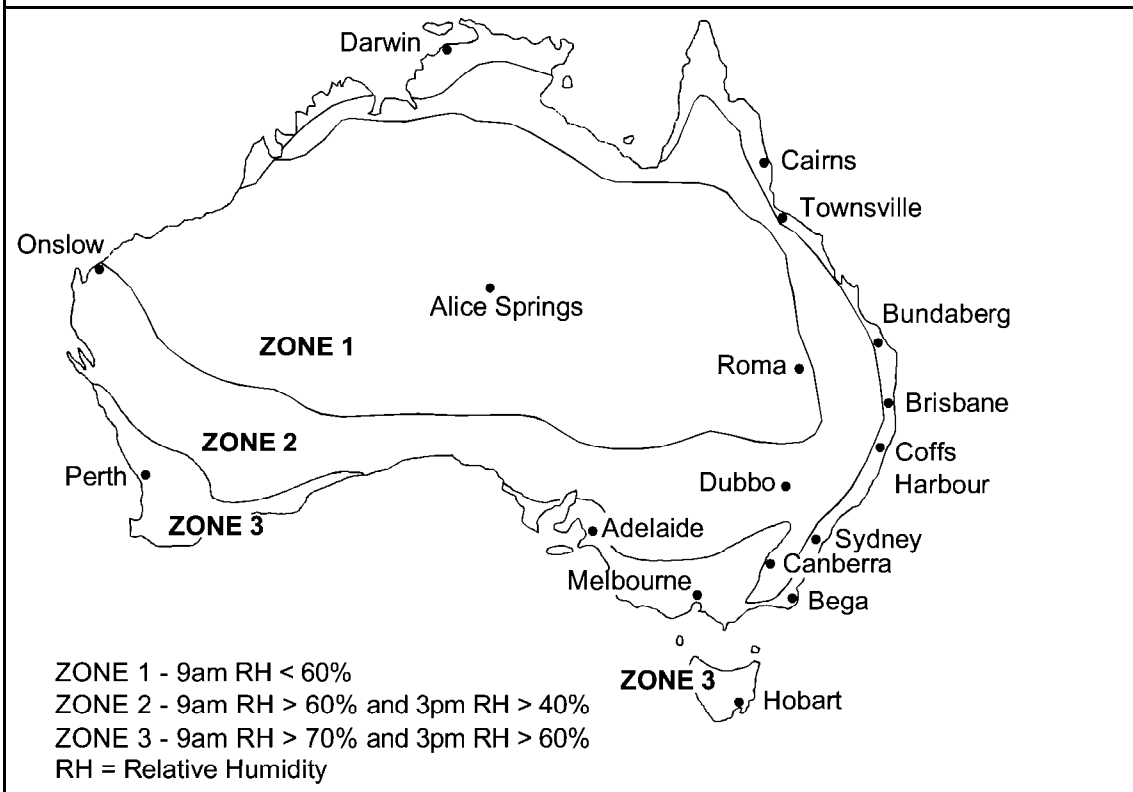 Darwin
Cairns
Townsville
Onslow
Alice Springs
Bundaberg
ZONE 1
Roma
Brisbane
ZONE 2
Coffs
Harbour
Perth
Dubbo
ZONE 3
Adelaide
Sydney
Canberra
Melbourne
Bega
ZONE 3
Hobart
ZONE 1 - 9am RH < 60%
ZONE 2 - 9am RH > 60% and 3pm RH > 40%
ZONE 3 - 9am RH > 70% and 3pm RH > 60%
RH = Relative Humidity